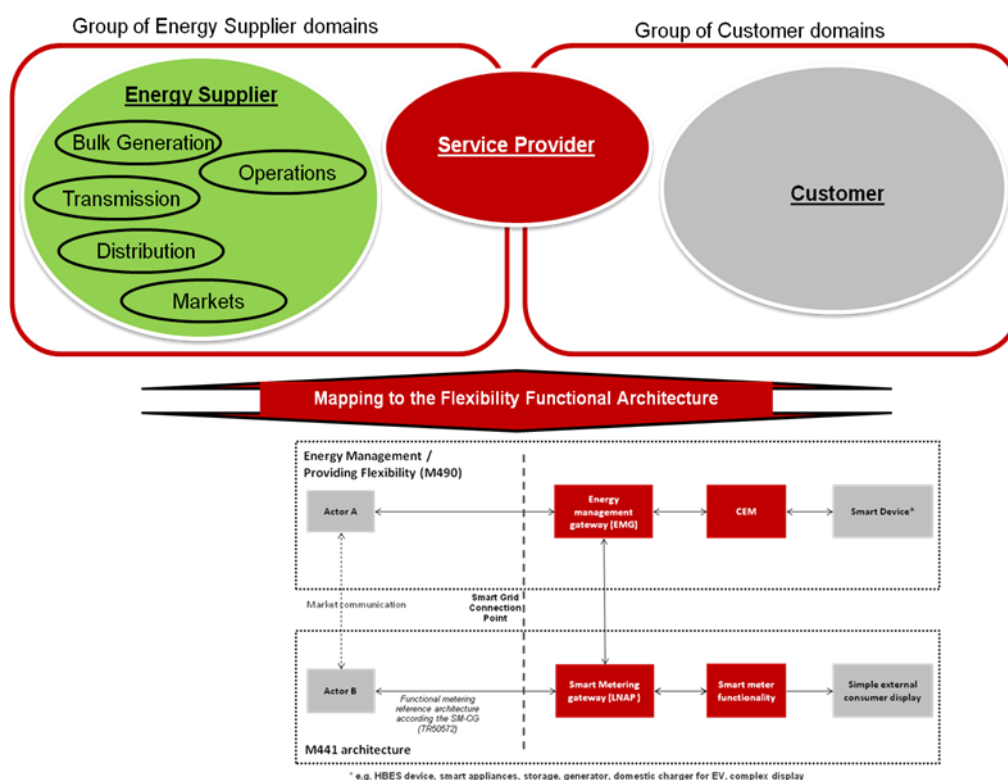 Group of Energy Supplier domains
Group of Customer domains
Energy Supplier
Bulk Generation
Operations
Transmission
Distribution
Markets
Service Provider
Customer
Mapping to the Flexibility Functional Architecture
Energy Management /
Providing Flexibility (M490)
Actor A
Energy
management
gateway [EMG]
CEM
Smart Device*
Market communication
Smart Grid
Connection
Point
Actor B
Functional metering
reference architecture
according the SM-CG
(TR50572)
Smart Metering
gateway [LNAP]
Smart meter
functionality
Simple external
consumer display
M441 architecture
* e.g. HBES device, smart appliances, storage, generator, domestic charger for EV, complex display